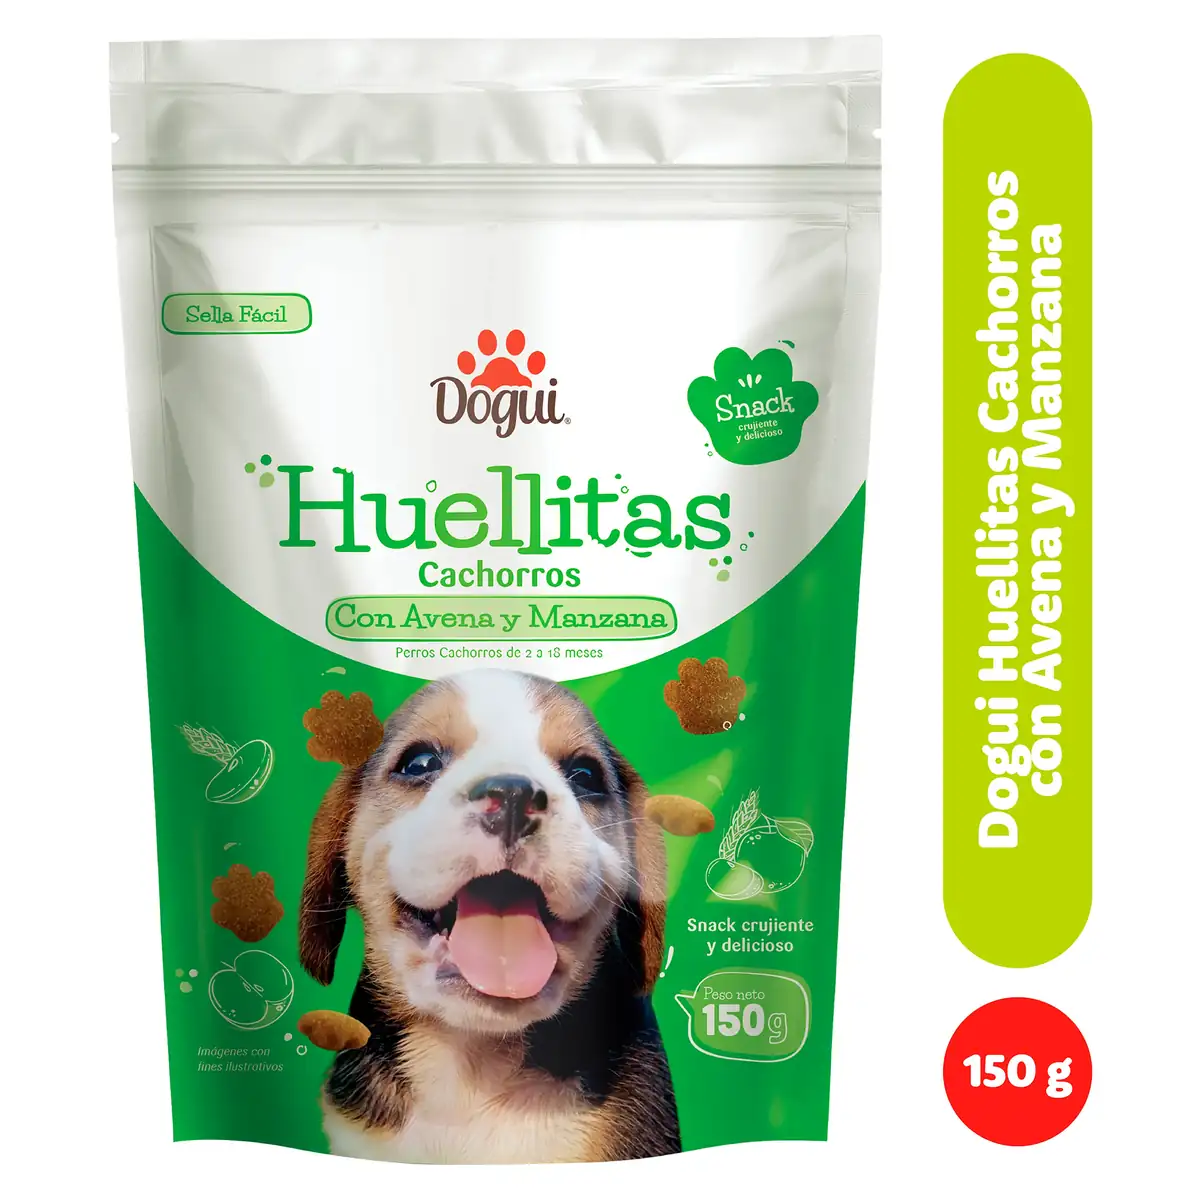 Sella Fácil
Dogui®
Snack
crujiente
y delicioso
Huellitas
Cachorros
Con Avena y Manzana
Perros Cachorros de 2 a 18 meses
Snack crujiente
y delicioso
Peso neto
150g
Imágenes con
fines ilustrativos
Dogui Huellitas Cachorros
con Avena y Manzana
150 g